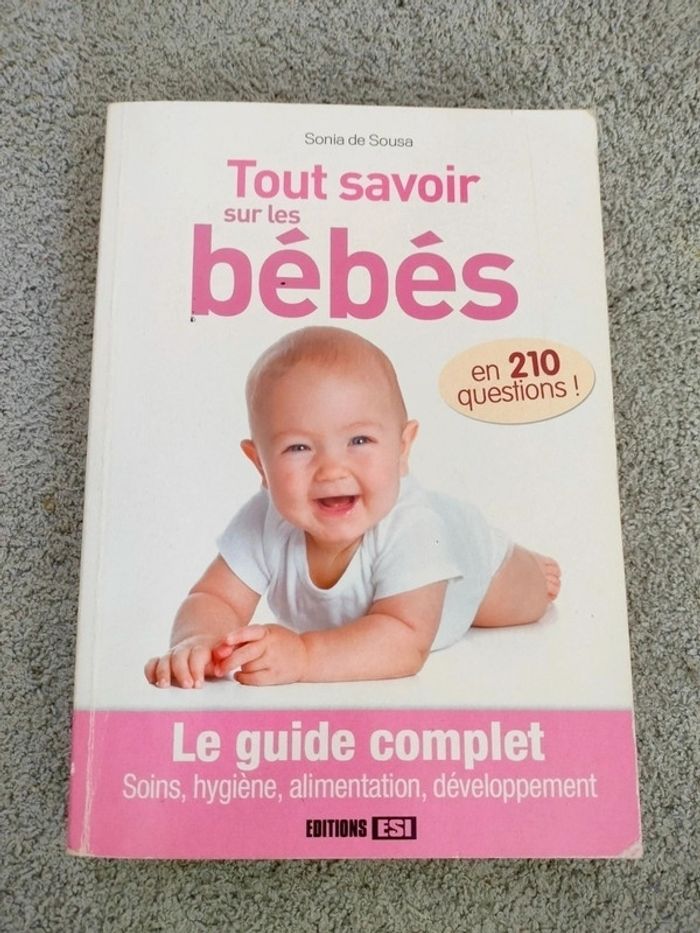 Sonia de Sousa
Tout savoir
sur les
bébés
en 210
questions !
Le guide complet
Soins, hygiène, alimentation, développement
EDITIONS ESI